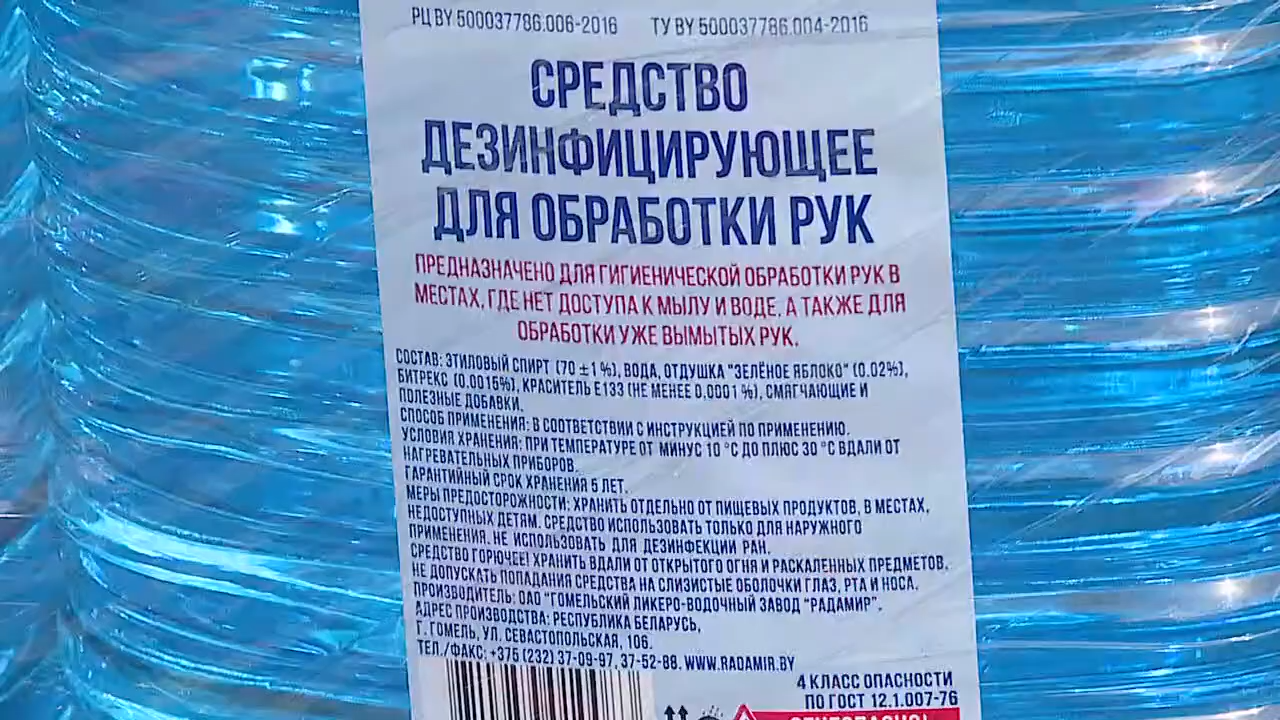 РЦ BY 500037786.006-2016 ТУ BY 500037786.004-2016
СРЕДСТВО
ДЕЗИНФИЦИРУЮЩЕЕ
ДЛЯ ОБРАБОТКИ РУК
ПРЕДНАЗНАЧЕНО ДЛЯ ГИГИЕНИЧЕСКОЙ ОБРАБОТКИ РУК В
МЕСТАХ, ГДЕ НЕТ ДОСТУПА К МЫЛУ И ВОДЕ, А ТАКЖЕ ДЛЯ
ОБРАБОТКИ УЖЕ ВЫМЫТЫХ РУК.
СОСТАВ: ЭТИЛОВЫЙ СПИРТ (70 ±1 %), ВОДА, ОТДУШКА "ЗЕЛЁНОЕ ЯБЛОКО" (0.02%),
БИТРЕКС (0.0015%), КРАСИТЕЛЬ Е133 (НЕ МЕНЕЕ 0,0001 %), СМЯГЧАЮЩИЕ И
ПОЛЕЗНЫЕ ДОБАВКИ.
СПОСОБ ПРИМЕНЕНИЯ: В СООТВЕТСТВИИ С ИНСТРУКЦИЕЙ ПО ПРИМЕНЕНИЮ.
УСЛОВИЯ ХРАНЕНИЯ: ПРИ ТЕМПЕРАТУРЕ ОТ МИНУС 10 °С ДО ПЛЮС 30 °С ВДАЛИ ОТ
НАГРЕВАТЕЛЬНЫХ ПРИБОРОВ.
ГАРАНТИЙНЫЙ СРОК ХРАНЕНИЯ 5 ЛЕТ.
МЕРЫ ПРЕДОСТОРОЖНОСТИ: ХРАНИТЬ ОТДЕЛЬНО ОТ ПИЩЕВЫХ ПРОДУКТОВ, В МЕСТАХ,
НЕДОСТУПНЫХ ДЕТЯМ. СРЕДСТВО ИСПОЛЬЗОВАТЬ ТОЛЬКО ДЛЯ НАРУЖНОГО
ПРИМЕНЕНИЯ. НЕ ИСПОЛЬЗОВАТЬ ДЛЯ ДЕЗИНФЕКЦИИ РАН.
СРЕДСТВО ГОРЮЧЕЕ! ХРАНИТЬ ВДАЛИ ОТ ОТКРЫТОГО ОГНЯ И РАСКАЛЕННЫХ ПРЕДМЕТОВ.
НЕ ДОПУСКАТЬ ПОПАДАНИЯ СРЕДСТВА НА СЛИЗИСТЫЕ ОБОЛОЧКИ ГЛАЗ, РТА И НОСА.
ПРОИЗВОДИТЕЛЬ: ОАО "ГОМЕЛЬСКИЙ ЛИКЕРО-ВОДОЧНЫЙ ЗАВОД "РАДАМИР".
АДРЕС ПРОИЗВОДСТВА: РЕСПУБЛИКА БЕЛАРУСЬ,
Г. ГОМЕЛЬ, УЛ. СЕВАСТОПОЛЬСКАЯ, 106.
ТЕЛ./ФАКС: +375 (232) 37-09-97, 37-52-88. WWW.RADAMIR.BY
4 КЛАСС ОПАСНОСТИ
ПО ГОСТ 12.1.007-76
ОГНЕОПАСНО!